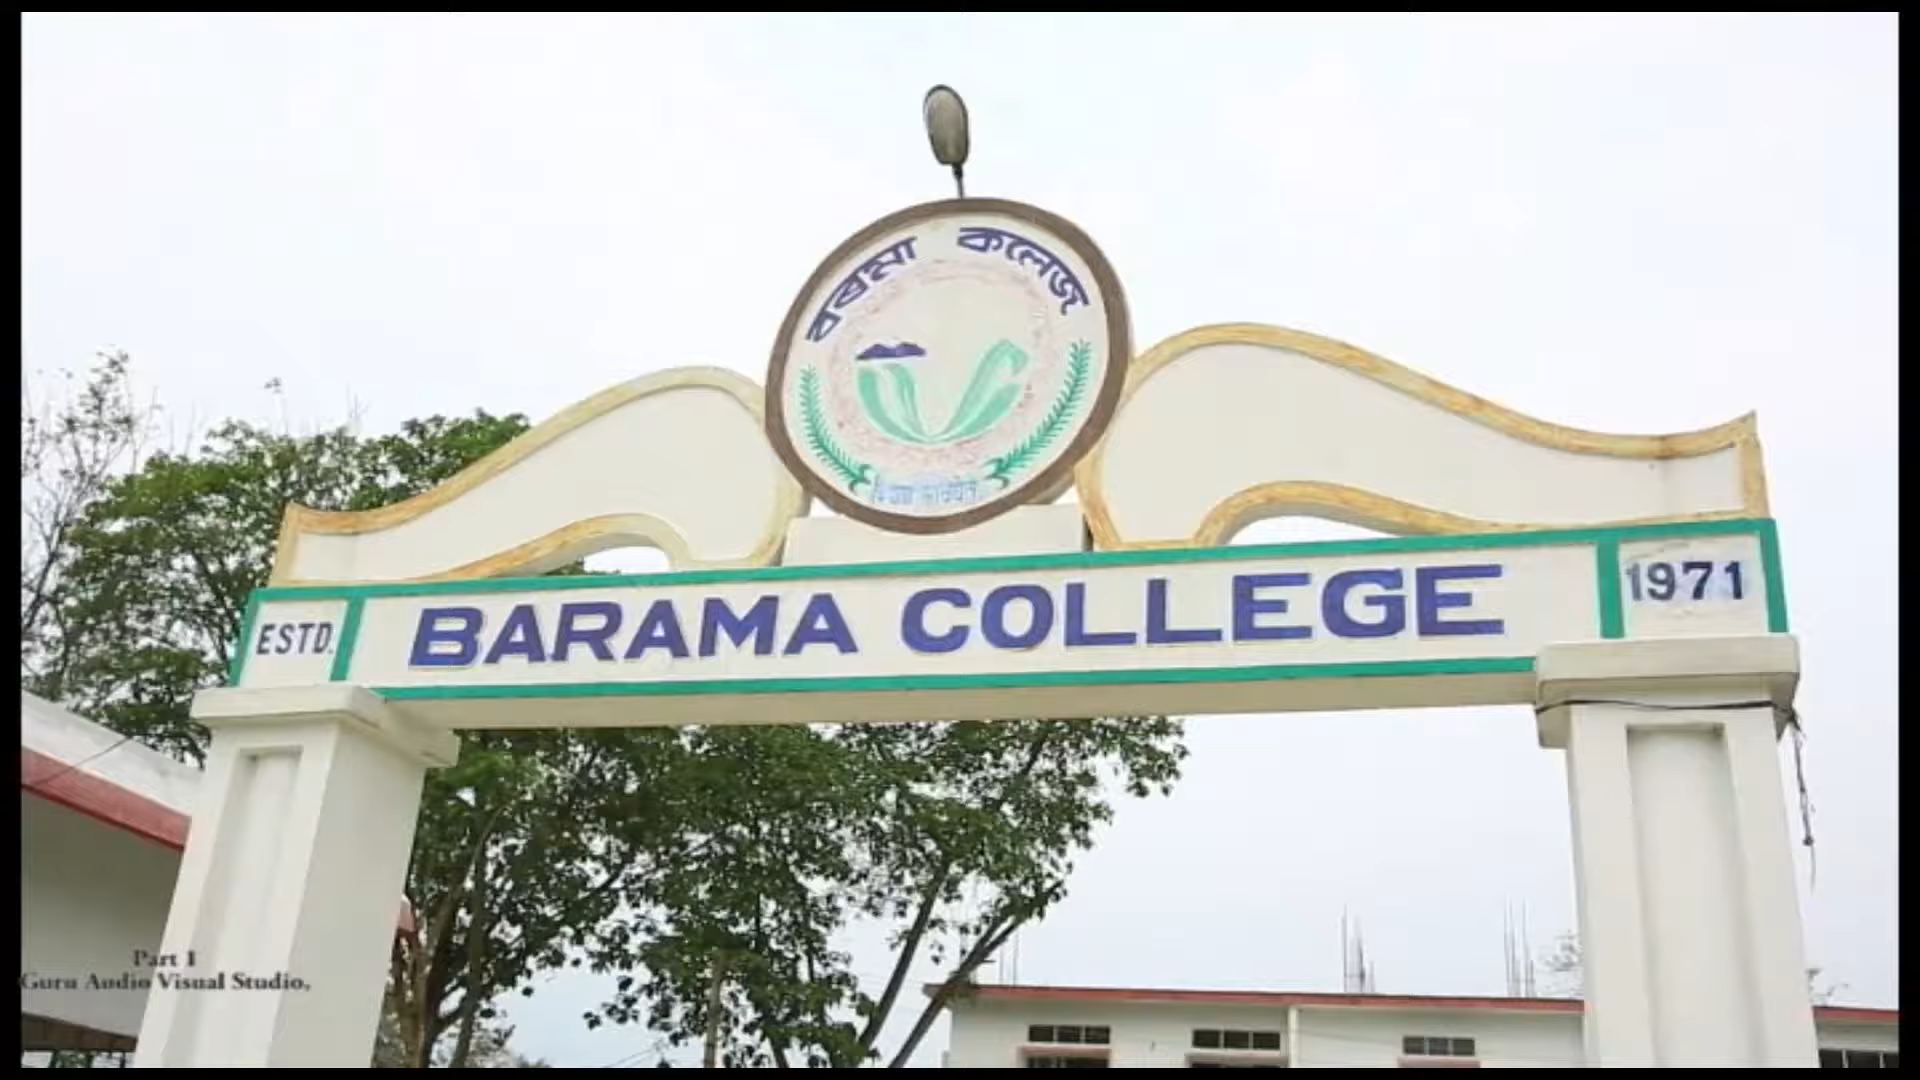 বৰমা কলেজ
ESTD.
BARAMA COLLEGE
1971
Part 1
Guru Audio Visual Studio,